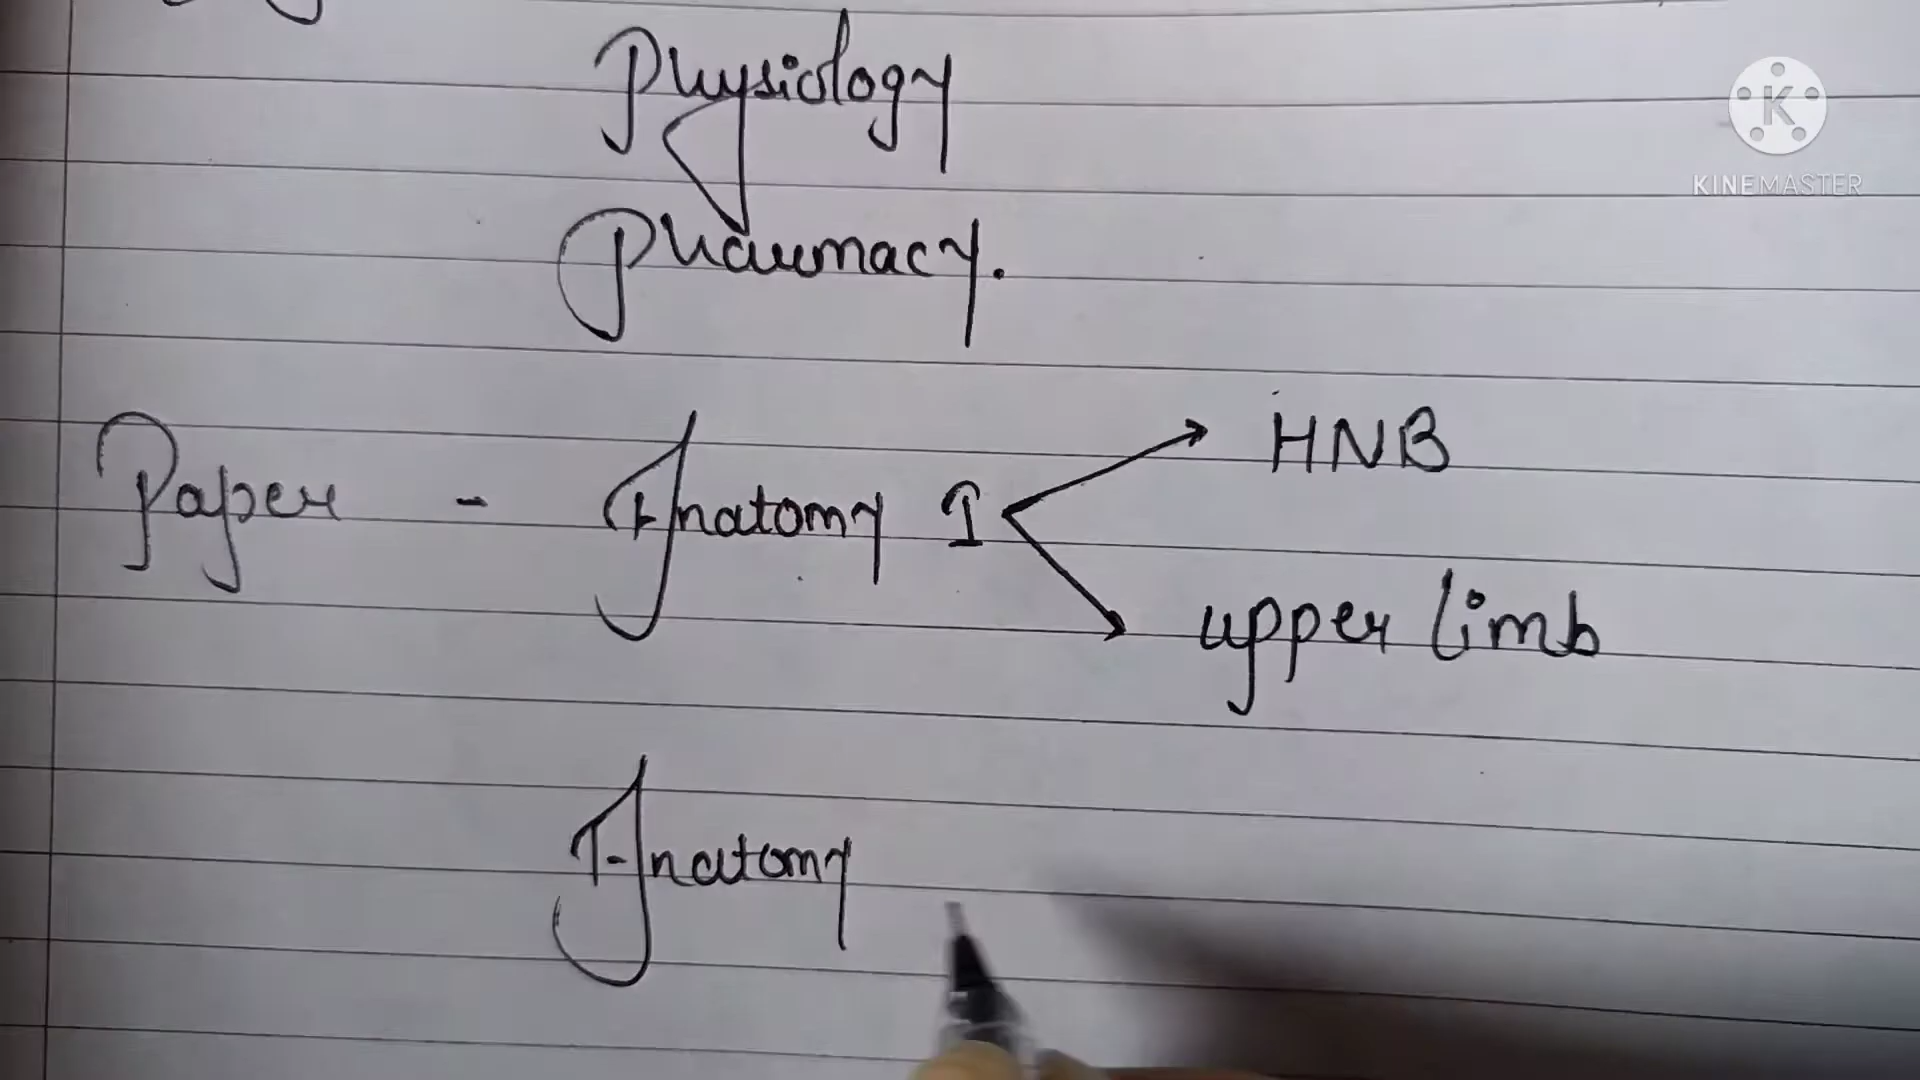 Physiology
KINEMASTER
Pharmacy.
Paper - Anatomy I → HNB
→ upper limb
Anatomy